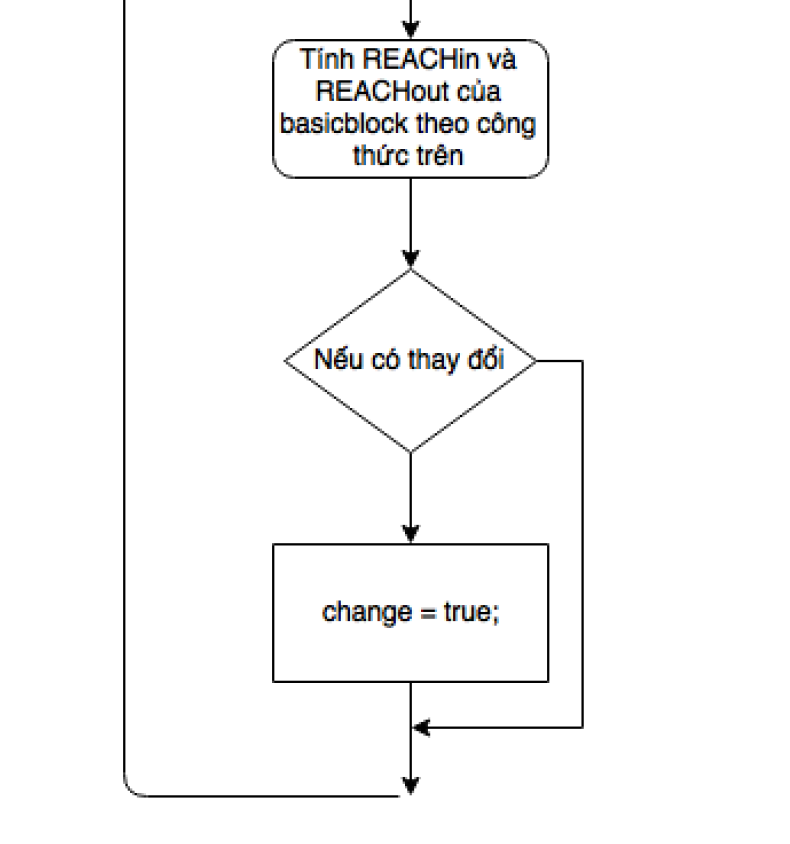 Tính REACHin và
REACHout của
basicblock theo công
thức trên
Nếu có thay đổi
change = true;